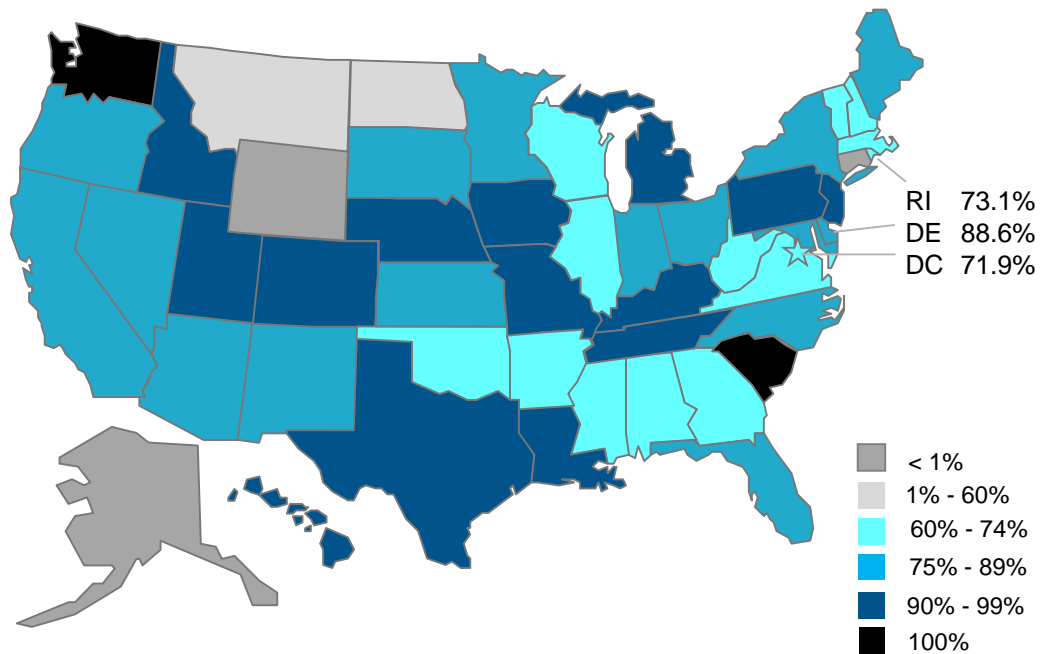 RI 73.1%
DE 88.6%
DC 71.9%
< 1%
1% - 60%
60% - 74%
75% - 89%
90% - 99%
100%